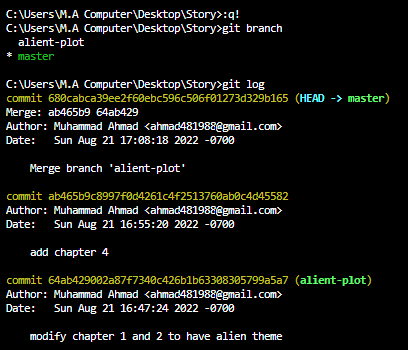 C:\Users\M.A Computer\Desktop\Story>:q!
C:\Users\M.A Computer\Desktop\Story>git branch
  alient-plot
* master
C:\Users\M.A Computer\Desktop\Story>git log
commit 680cabca39ee2f60ebc596c506f01273d329b165 (HEAD -> master)
Merge: ab465b9 64ab429
Author: Muhammad Ahmad <ahmad481988@gmail.com>
Date:   Sun Aug 21 17:08:18 2022 -0700
    Merge branch 'alient-plot'
commit ab465b9c8997f0d4261c4f2513760ab0c4d45582
Author: Muhammad Ahmad <ahmad481988@gmail.com>
Date:   Sun Aug 21 16:55:20 2022 -0700
    add chapter 4
commit 64ab429002a87f7340c426b1b63308305799a5a7 (alient-plot)
Author: Muhammad Ahmad <ahmad481988@gmail.com>
Date:   Sun Aug 21 16:47:24 2022 -0700
    modify chapter 1 and 2 to have alien theme